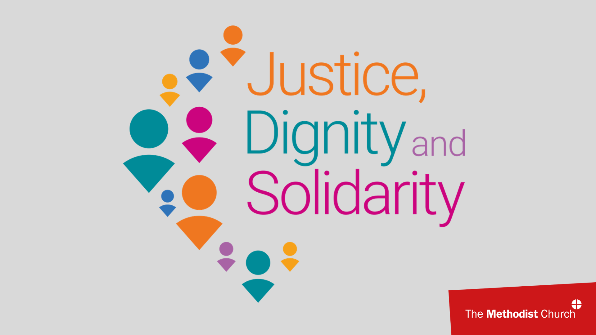 Justice,
Dignity and
Solidarity
The Methodist Church